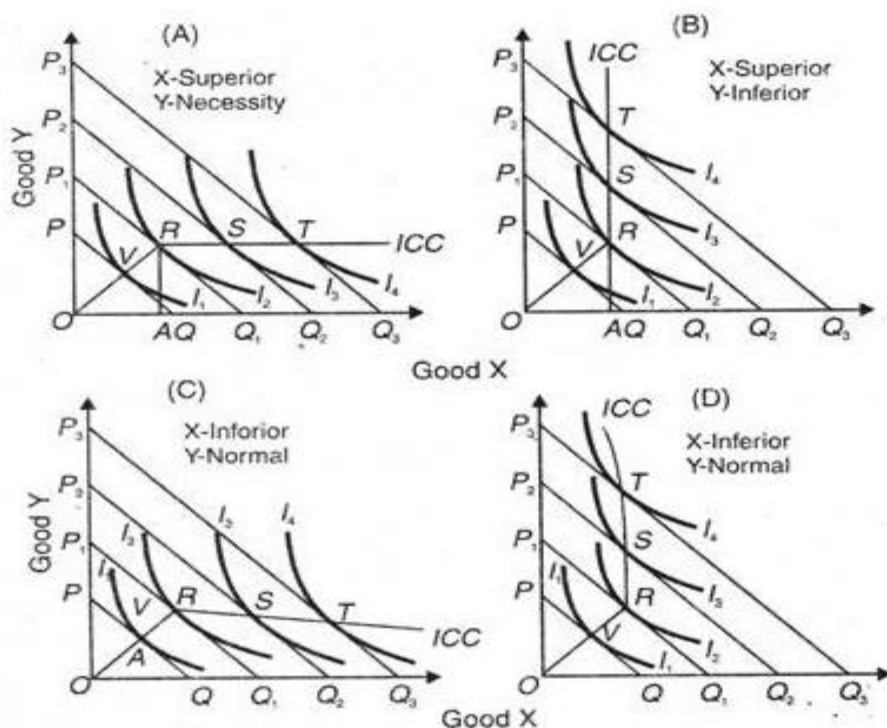 (A)
P₃
X-Superior
Y-Necessity
P₂
Good Y
P₁
P
V
R
S
T
ICC
I₁
I₂
I₃
I₄
O
A Q
Q₁
Q₂
Q₃
(B)
ICC
P₃
X-Superior
Y-Inferior
T
P₂
P₁
S
I₄
P
V
R
I₃
I₁
I₂
O
A Q
Q₁
Q₂
Q₃
Good X
(C)
P₃
X-Inforior
Y-Normal
P₂
I₂
I₃
I₄
Good Y
P₁
I₁
P
V
R
S
T
ICC
A
O
Q
Q₁
Q₂
Q₃
(D)
ICC
P₃
X-Inferior
Y-Normal
T
P₂
P₁
S
I₄
I₁
P
R
I₃
V
I₁
I₂
O
Q
Q₁
Q₂
Q₃
Good X